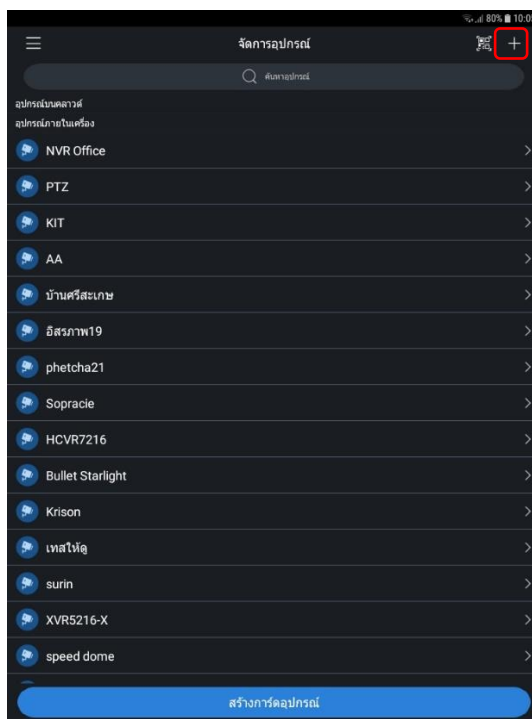 80% 10:0
จัดการอุปกรณ์
ค้นหาอุปกรณ์
อุปกรณ์บนคลาวด์
อุปกรณ์ภายในเครื่อง
NVR Office
PTZ
KIT
AA
บ้านศรีสะเกษ
อิสรภาพ19
phetcha21
Sopracie
HCVR7216
Bullet Starlight
Krison
เทสให้ดู
surin
XVR5216-X
speed dome
สร้างการ์ดอุปกรณ์